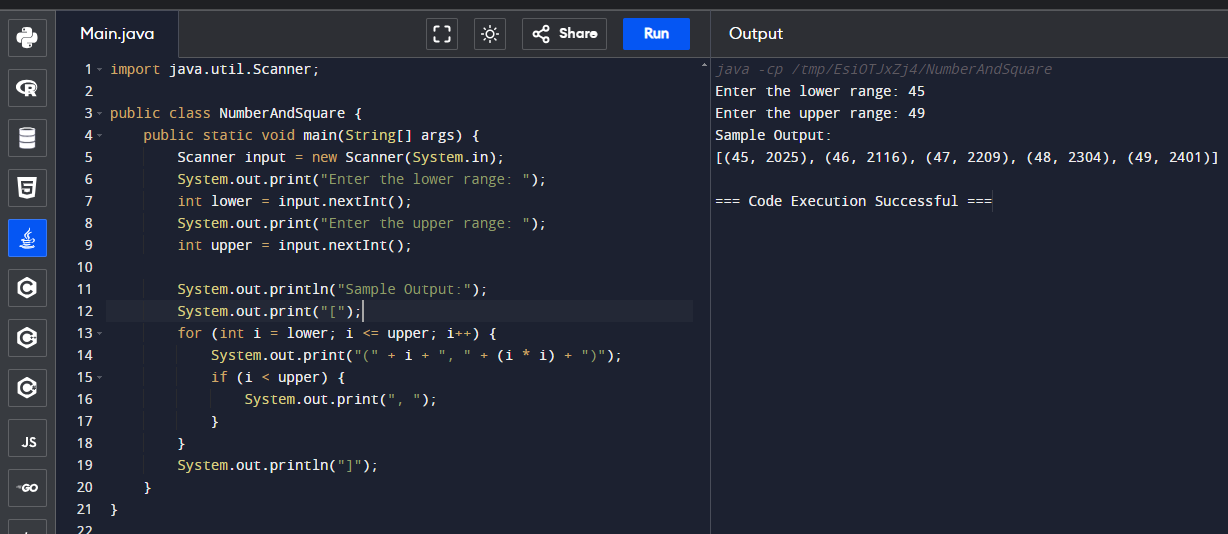 Main.java
Share
Run
Output
1 import java.util.Scanner;
2
3 public class NumberAndSquare {
4 public static void main(String[] args) {
5 Scanner input = new Scanner(System.in);
6 System.out.print("Enter the lower range: ");
7 int lower = input.nextInt();
8 System.out.print("Enter the upper range: ");
9 int upper = input.nextInt();
10
11 System.out.println("Sample Output:");
12 System.out.print("[");
13 for (int i = lower; i <= upper; i++) {
14 System.out.print("(" + i + ", " + (i * i) + ")");
15 if (i < upper) {
16 System.out.print(", ");
17 }
18 }
19 System.out.println("]");
20 }
21 }
22
java -cp /tmp/EsiOTJxZj4/NumberAndSquare
Enter the lower range: 45
Enter the upper range: 49
Sample Output:
[(45, 2025), (46, 2116), (47, 2209), (48, 2304), (49, 2401)]
=== Code Execution Successful ===
R
5
C
C
C
JS
GO